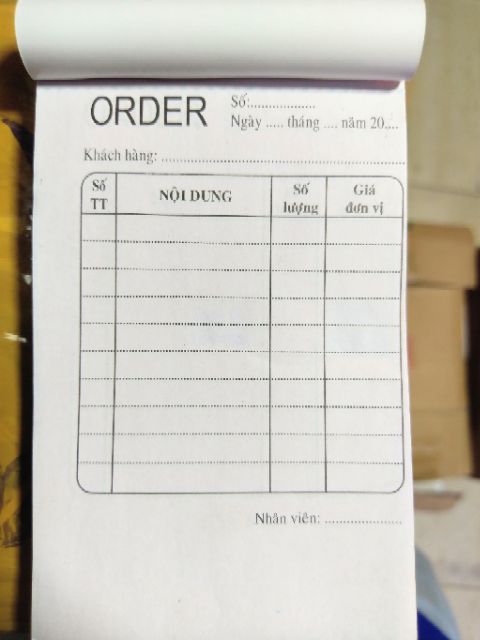 ORDER
Số:..................
Ngày ..... tháng .... năm 20....
Khách hàng: ......................................................................
Số TT
NỘI DUNG
Số lượng
Giá đơn vị
Nhân viên: ......................